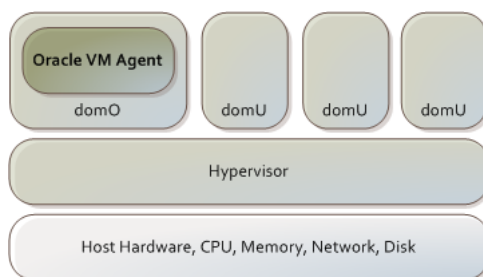 Oracle VM Agent
domO domU domU domU
Hypervisor
Host Hardware, CPU, Memory, Network, Disk